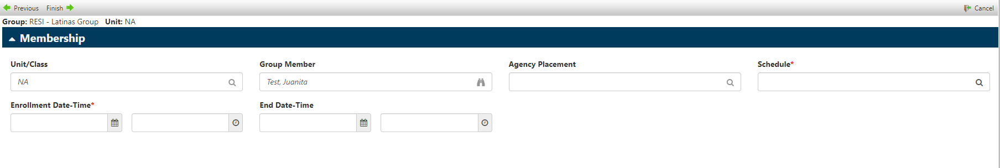 Previous Finish Cancel
Group: RESI - Latinas Group Unit: NA
Membership
Unit/Class Group Member Agency Placement Schedule*
NA Test, Juanita
Enrollment Date-Time* End Date-Time